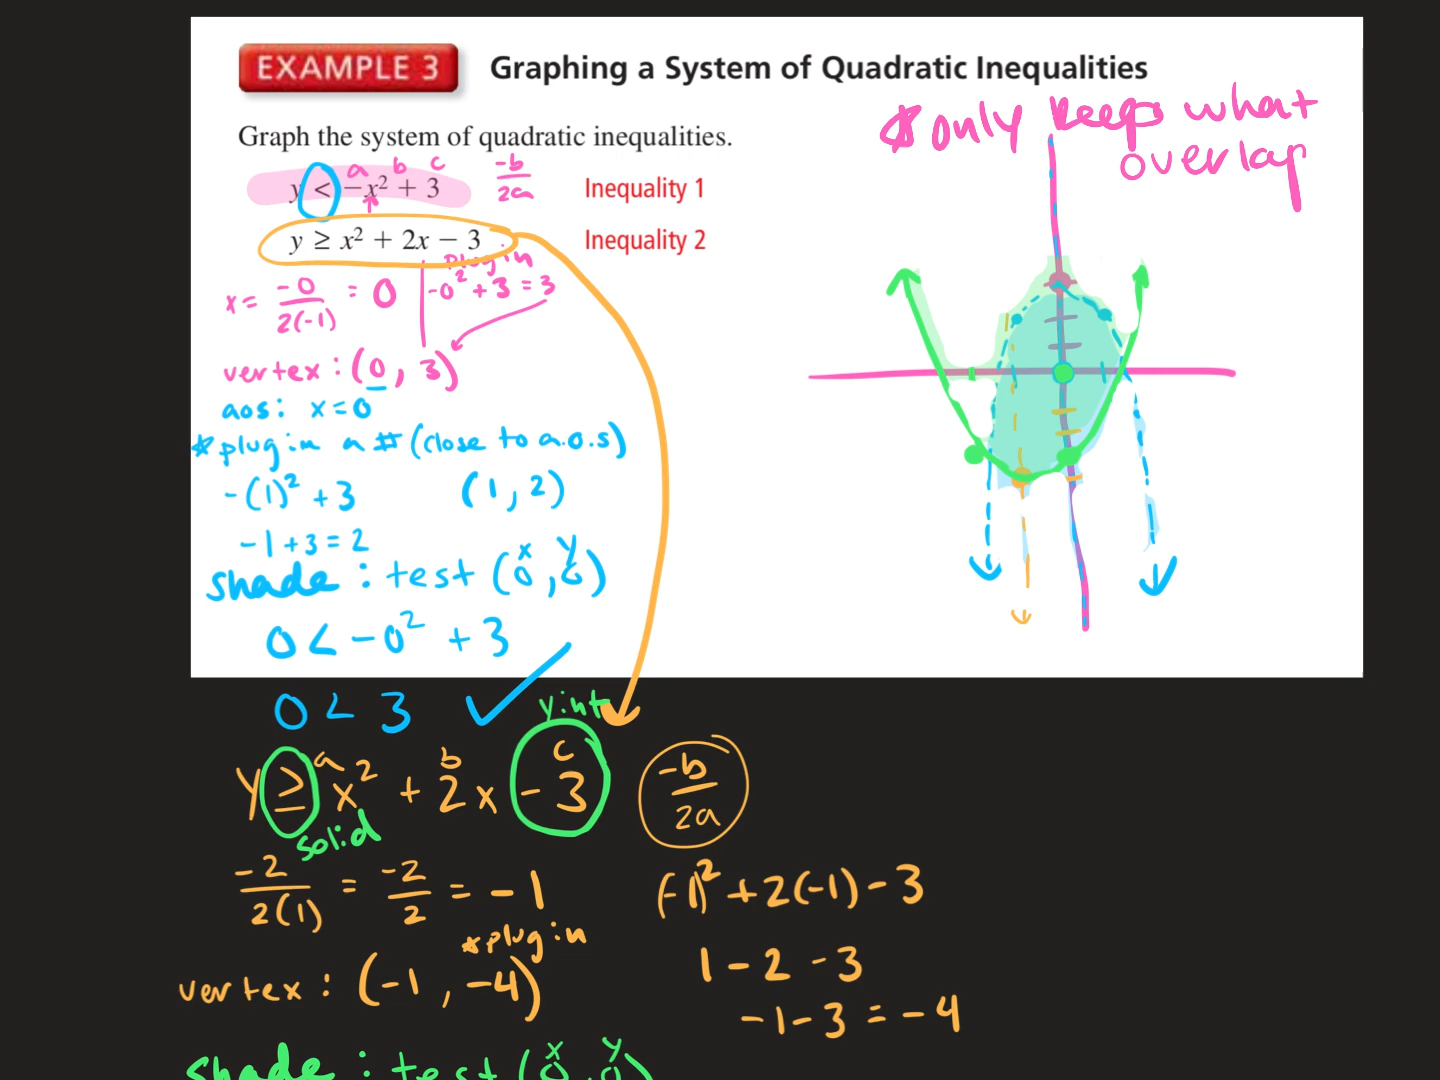 EXAMPLE 3 Graphing a System of Quadratic Inequalities
* only keeps what
overlap
Graph the system of quadratic inequalities.
a b c -b/2a
y < −x² + 3 Inequality 1
y ≥ x² + 2x − 3 Inequality 2
plug in
x = -0/2(-1) = 0 -0² + 3 = 3
vertex: (0, 3)
aos: x=0
*plug in a # (close to a.o.s)
-(1)² + 3 (1, 2)
-1+3=2
x y
shade: test (0, 0)
0 < -0² + 3
0 < 3 ✓
y.int
a b c
y ≥ x² + 2x - 3 -b/2a
solid
-2/2(1) = -2/2 = -1 (-1)² + 2(-1) - 3
*plug in
1 - 2 - 3
vertex: (-1, -4)
-1-3 = -4
x y
shade: test (0, 0)